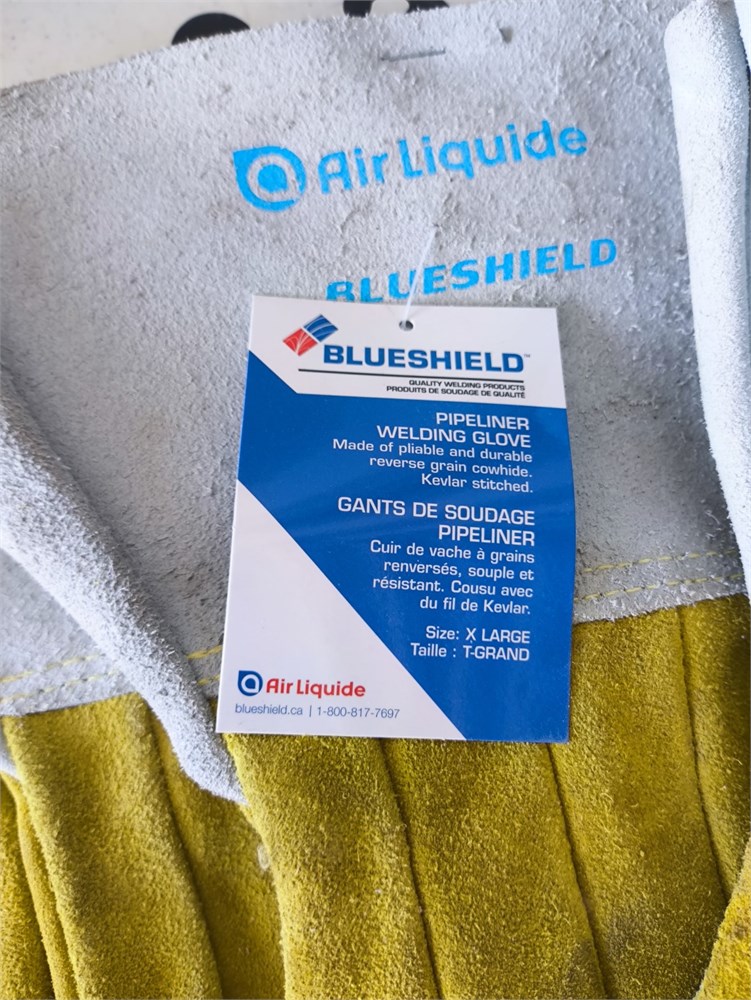 Air Liquide
BLUESHIELD
BLUESHIELD™
QUALITY WELDING PRODUCTS
PRODUITS DE SOUDAGE DE QUALITÉ
PIPELINER
WELDING GLOVE
Made of pliable and durable
reverse grain cowhide.
Kevlar stitched.
GANTS DE SOUDAGE
PIPELINER
Cuir de vache à grains
renversés, souple et
résistant. Cousu avec
du fil de Kevlar.
Size: X LARGE
Taille : T-GRAND
Air Liquide
blueshield.ca | 1-800-817-7697